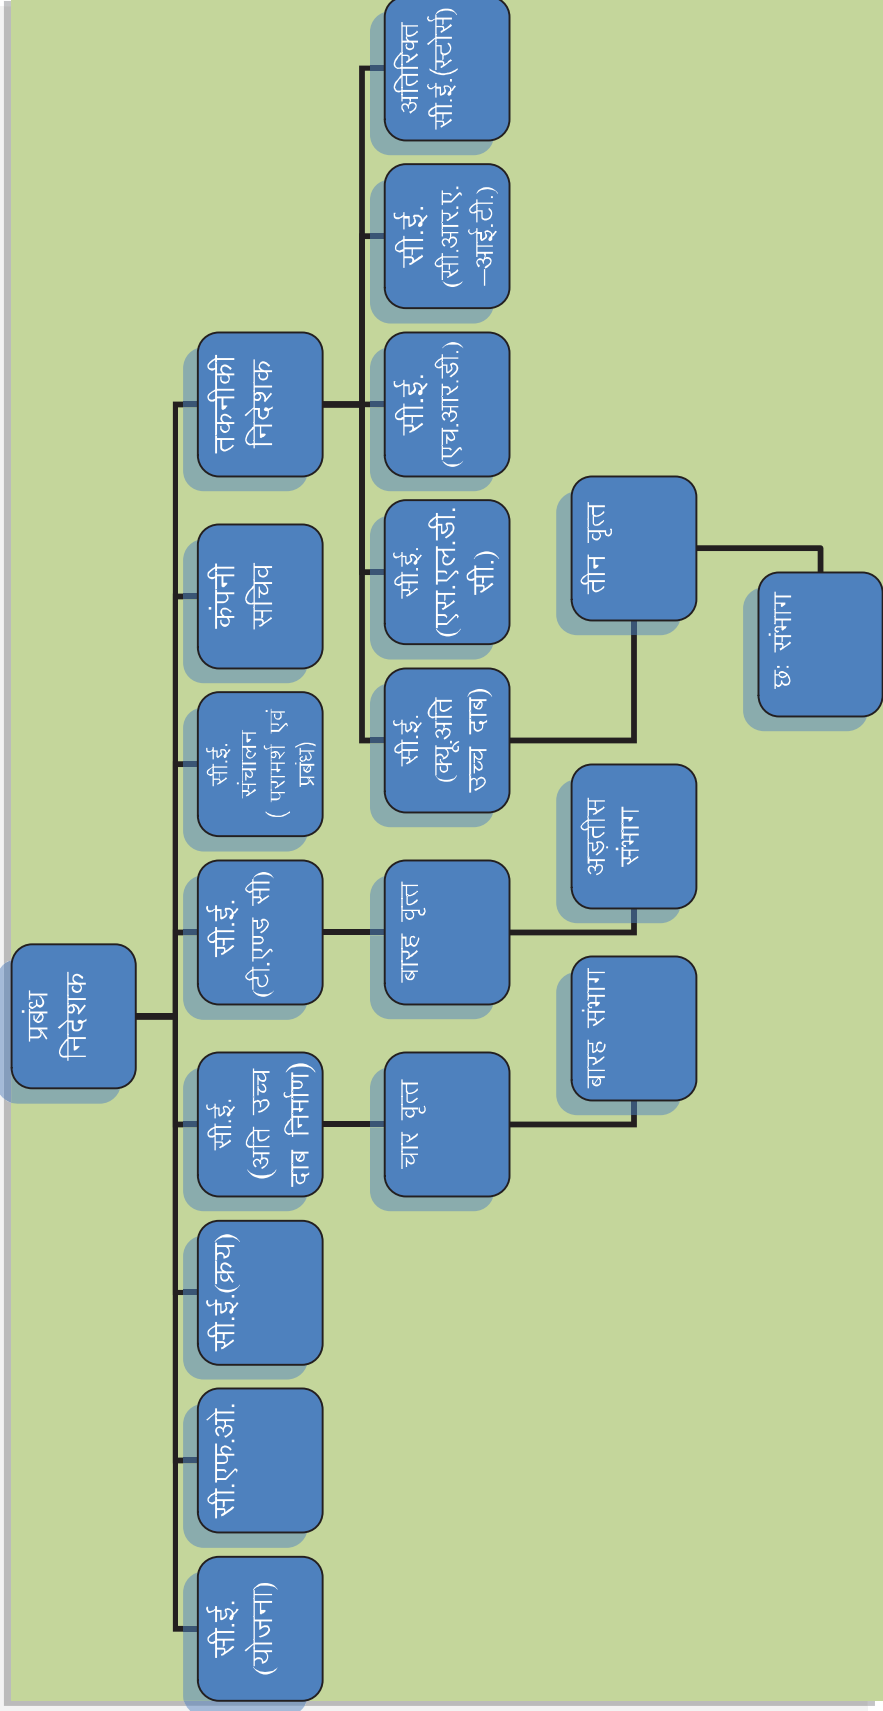 प्रबंध
निदेशक
सी.ई.
(योजना)
सी.एफ.ओ.
सी.ई.(क्रय)
सी.ई.
(अति उच्च
दाब निर्माण)
सी.ई.
(टी.एण्ड सी)
सी.ई.
संचालन
( परामर्श एवं
प्रबंध)
कंपनी
सचिव
तकनीकी
निदेशक
चार वृत्त
बारह वृत्त
सी.ई.
(क्यू.अति
उच्च दाब)
सी.ई.
(एस.एल.डी.
सी.)
सी.ई.
(एच.आर.डी.)
सी.ई.
(सी.आर.ए.
–आई.टी.)
अतिरिक्त
सी.ई.(स्टोर्स)
बारह संभाग
अड़तीस
संभाग
तीन वृत्त
छः संभाग